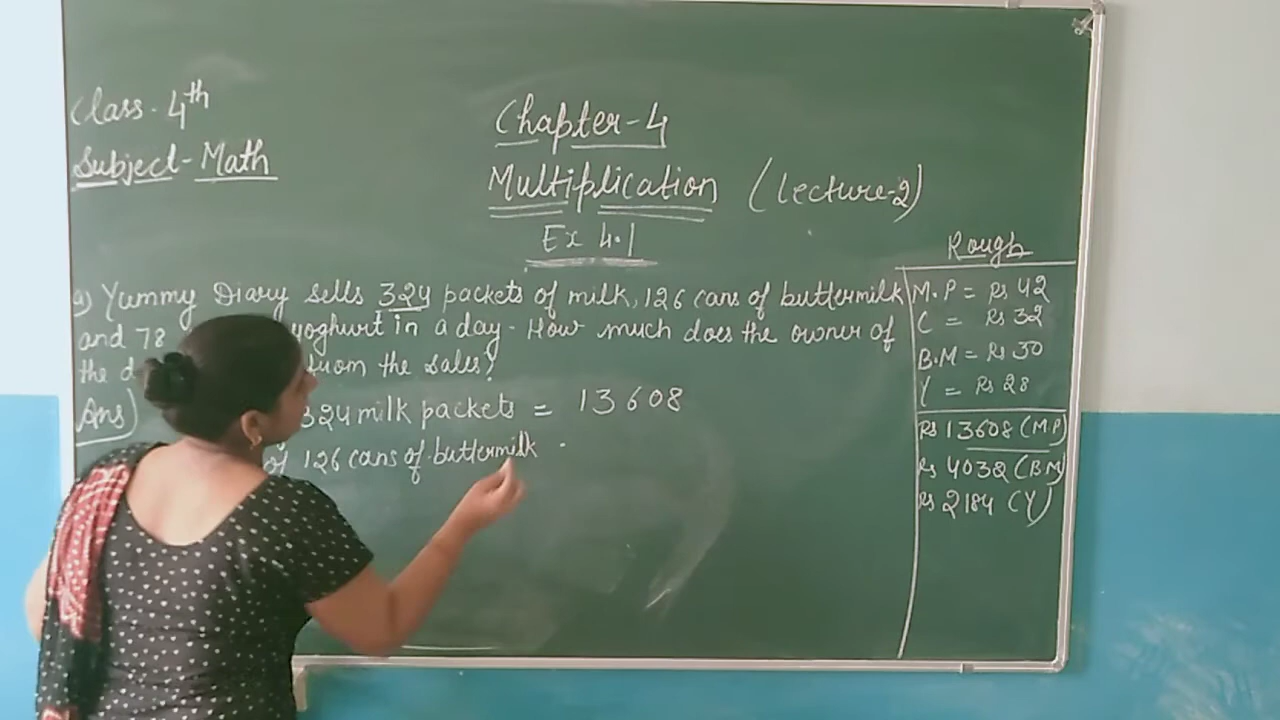 Class- 4th
Subject- Math
Chapter-4
Multiplication (Lecture-2)
Ex 4.1
Rough
a) Yummy Diary sells 324 packets of milk, 126 cans of buttermilk
and 78 yoghurt in a day. How much does the owner of
the from the sales?
Ans) 324 milk packets = 13608
of 126 cans of buttermilk
M.P = Rs 42
C = Rs 32
B.M = Rs 30
Y = Rs 28
Rs 13608 (MP)
Rs 4032 (BM)
Rs 2184 (Y)